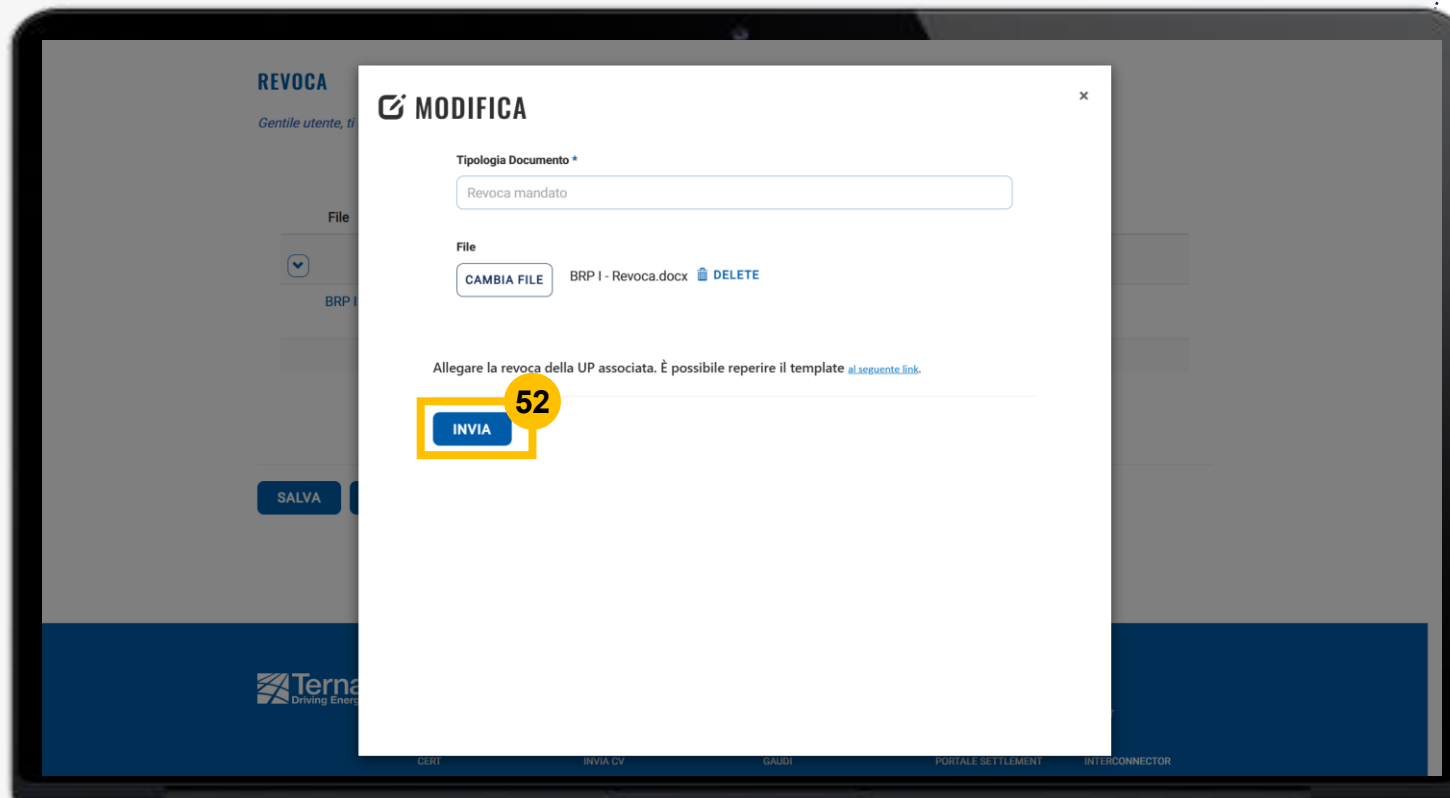 REVOCA
Gentile utente, ti
MODIFICA
×
Tipologia Documento *
Revoca mandato
File
File
CAMBIA FILE
BRP I - Revoca.docx
DELETE
BRP I
Allegare la revoca della UP associata. È possibile reperire il template al seguente link.
52
INVIA
SALVA
Terna
Driving Energ
CERT
INVIA CV
GAUDI
PORTALE SETTLEMENT
INTERCONNECTOR